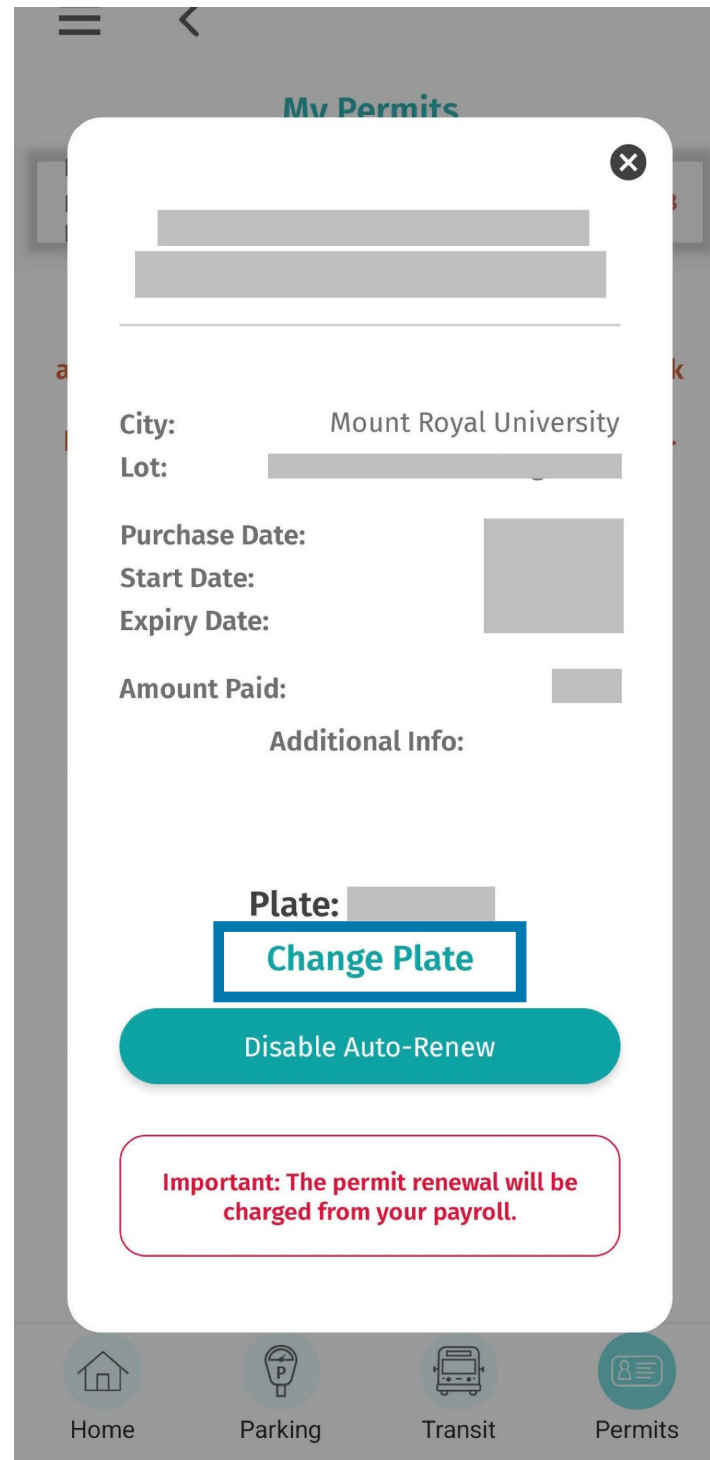 My Permits
City: Mount Royal University
Lot:
Purchase Date:
Start Date:
Expiry Date:
Amount Paid:
Additional Info:
Plate:
Change Plate
Disable Auto-Renew
Important: The permit renewal will be
charged from your payroll.
Home Parking Transit Permits